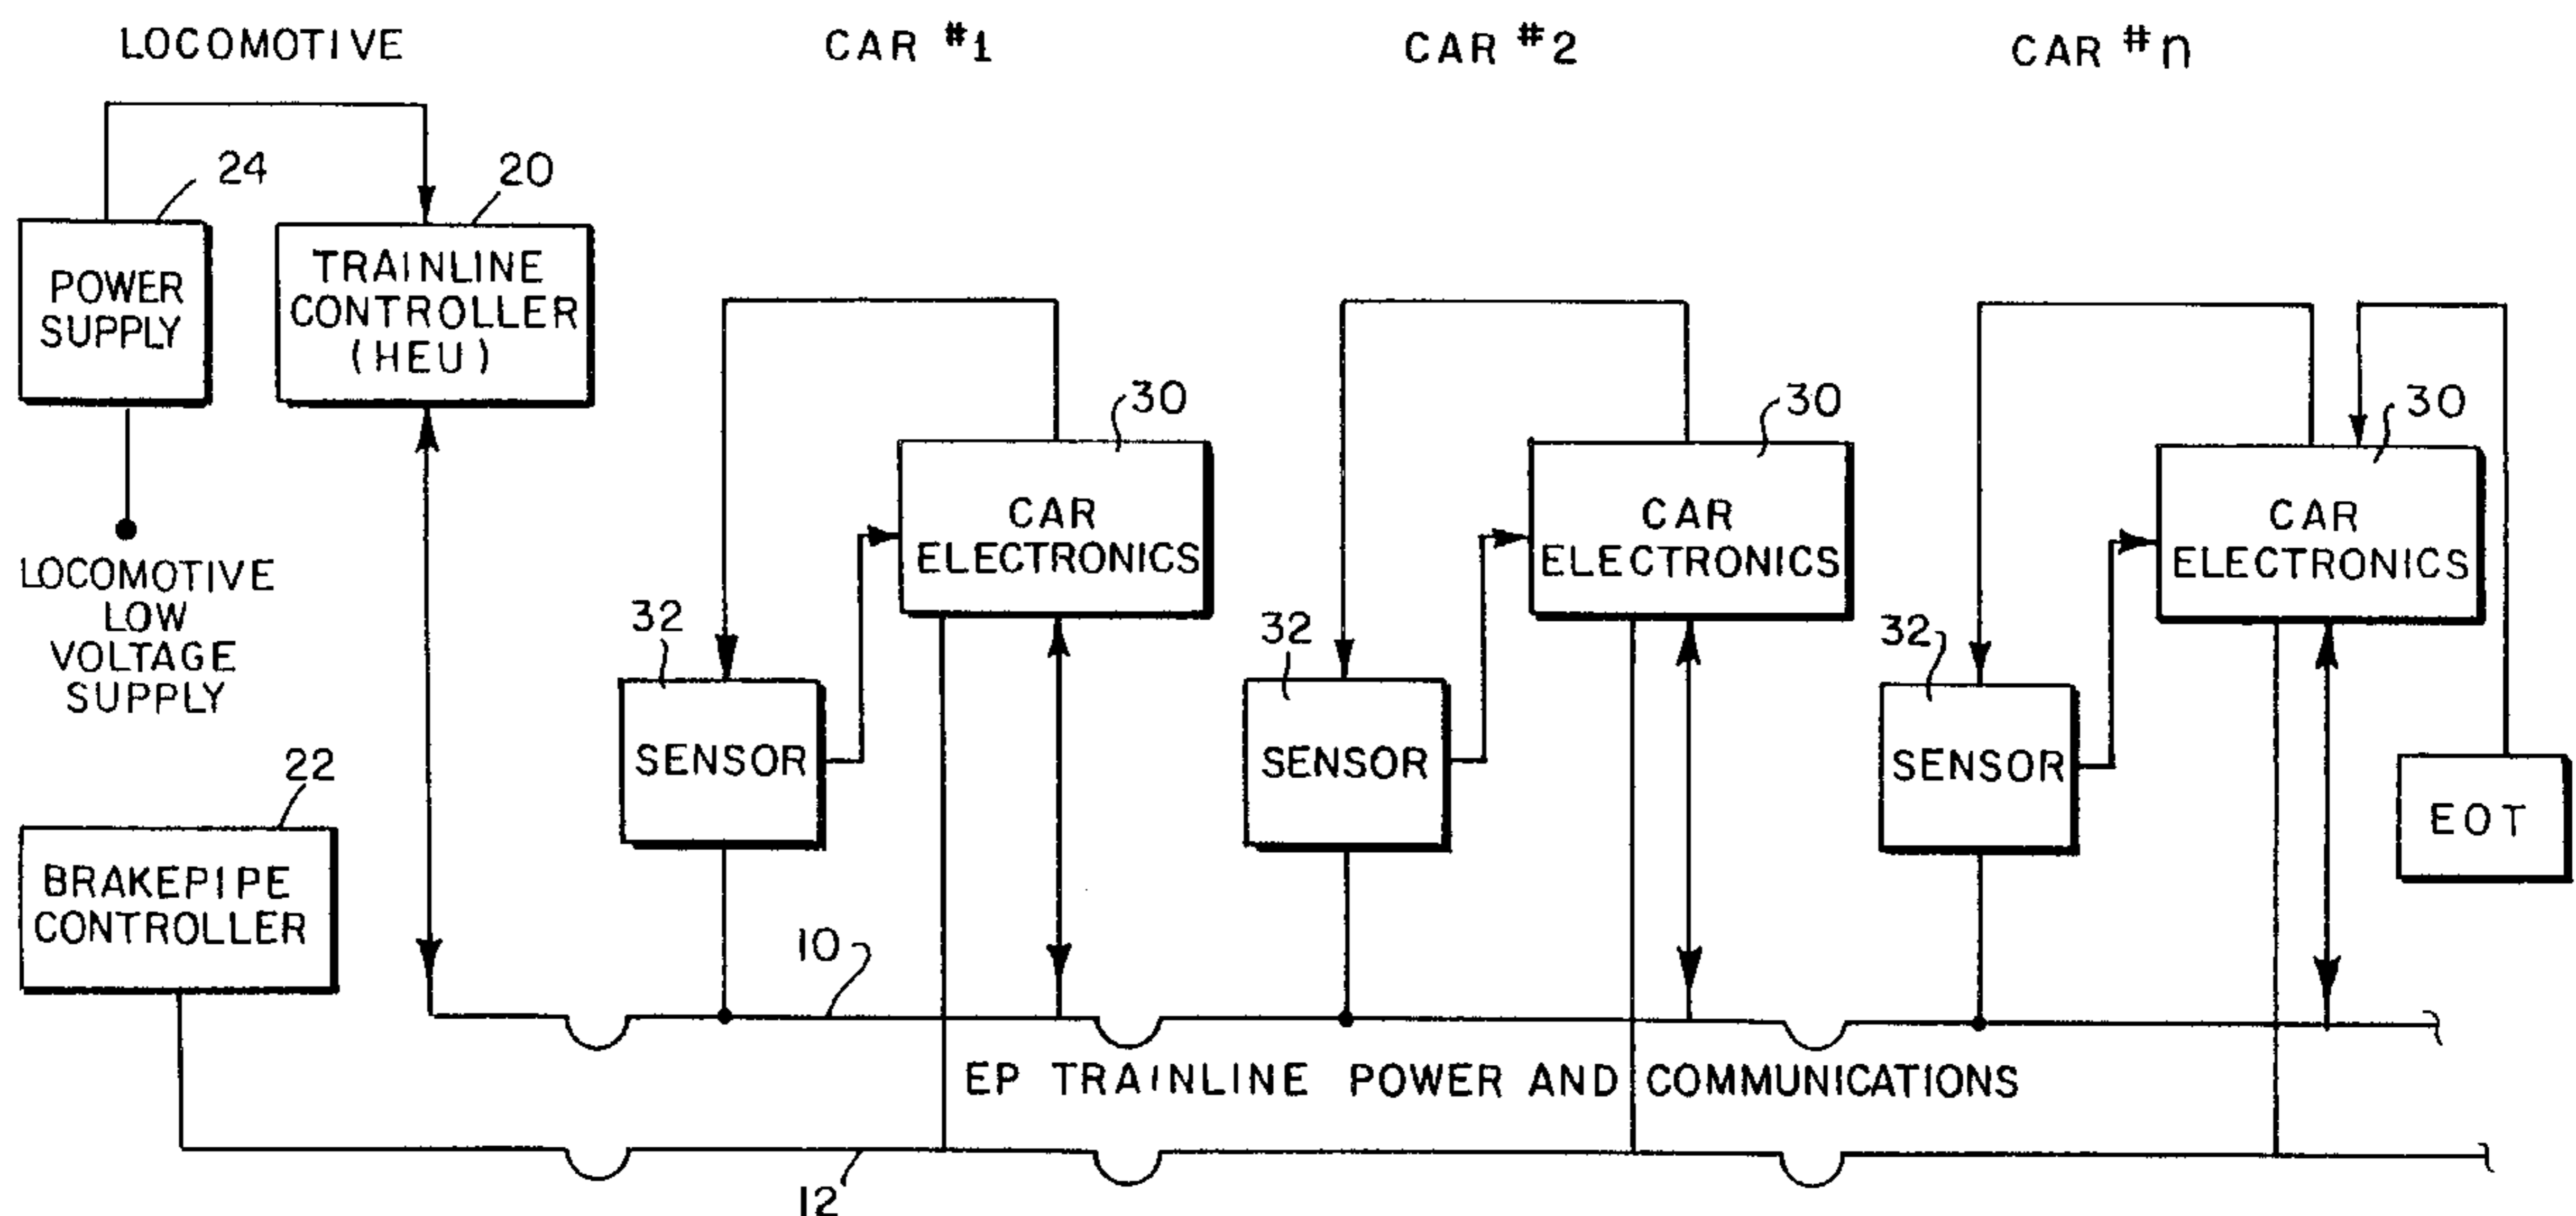 LOCOMOTIVE
CAR #1
CAR #2
CAR #n
24
20
POWER
SUPPLY
TRAINLINE
CONTROLLER
(HEU)
30
CAR
ELECTRONICS
30
CAR
ELECTRONICS
30
CAR
ELECTRONICS
LOCOMOTIVE
LOW
VOLTAGE
SUPPLY
32
SENSOR
32
SENSOR
32
SENSOR
EOT
22
BRAKEPIPE
CONTROLLER
10
EP TRAINLINE POWER AND COMMUNICATIONS
12